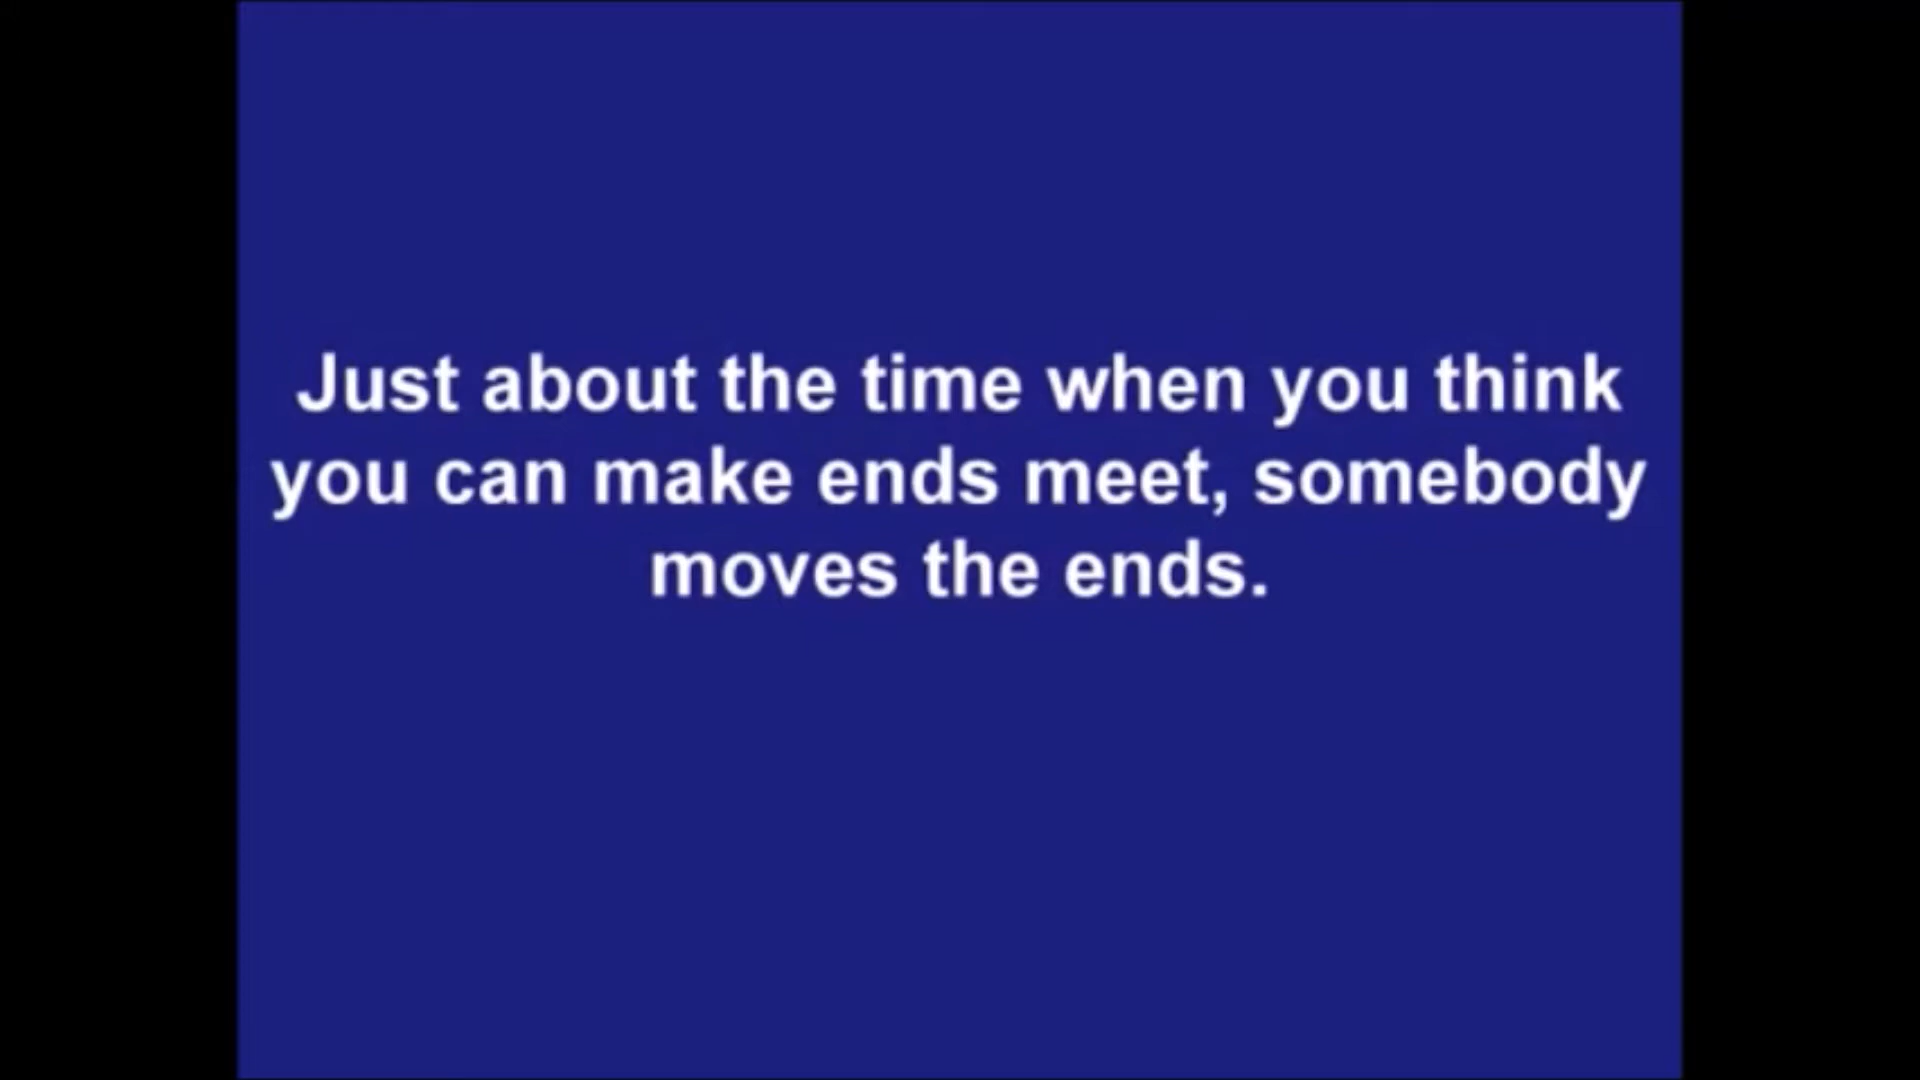 Just about the time when you think
you can make ends meet, somebody
moves the ends.